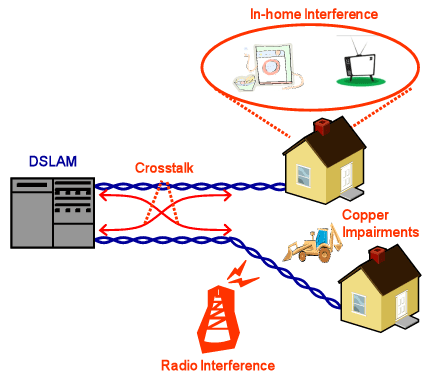 In-home Interference
DSLAM
Crosstalk
Copper
Impairments
Radio Interference